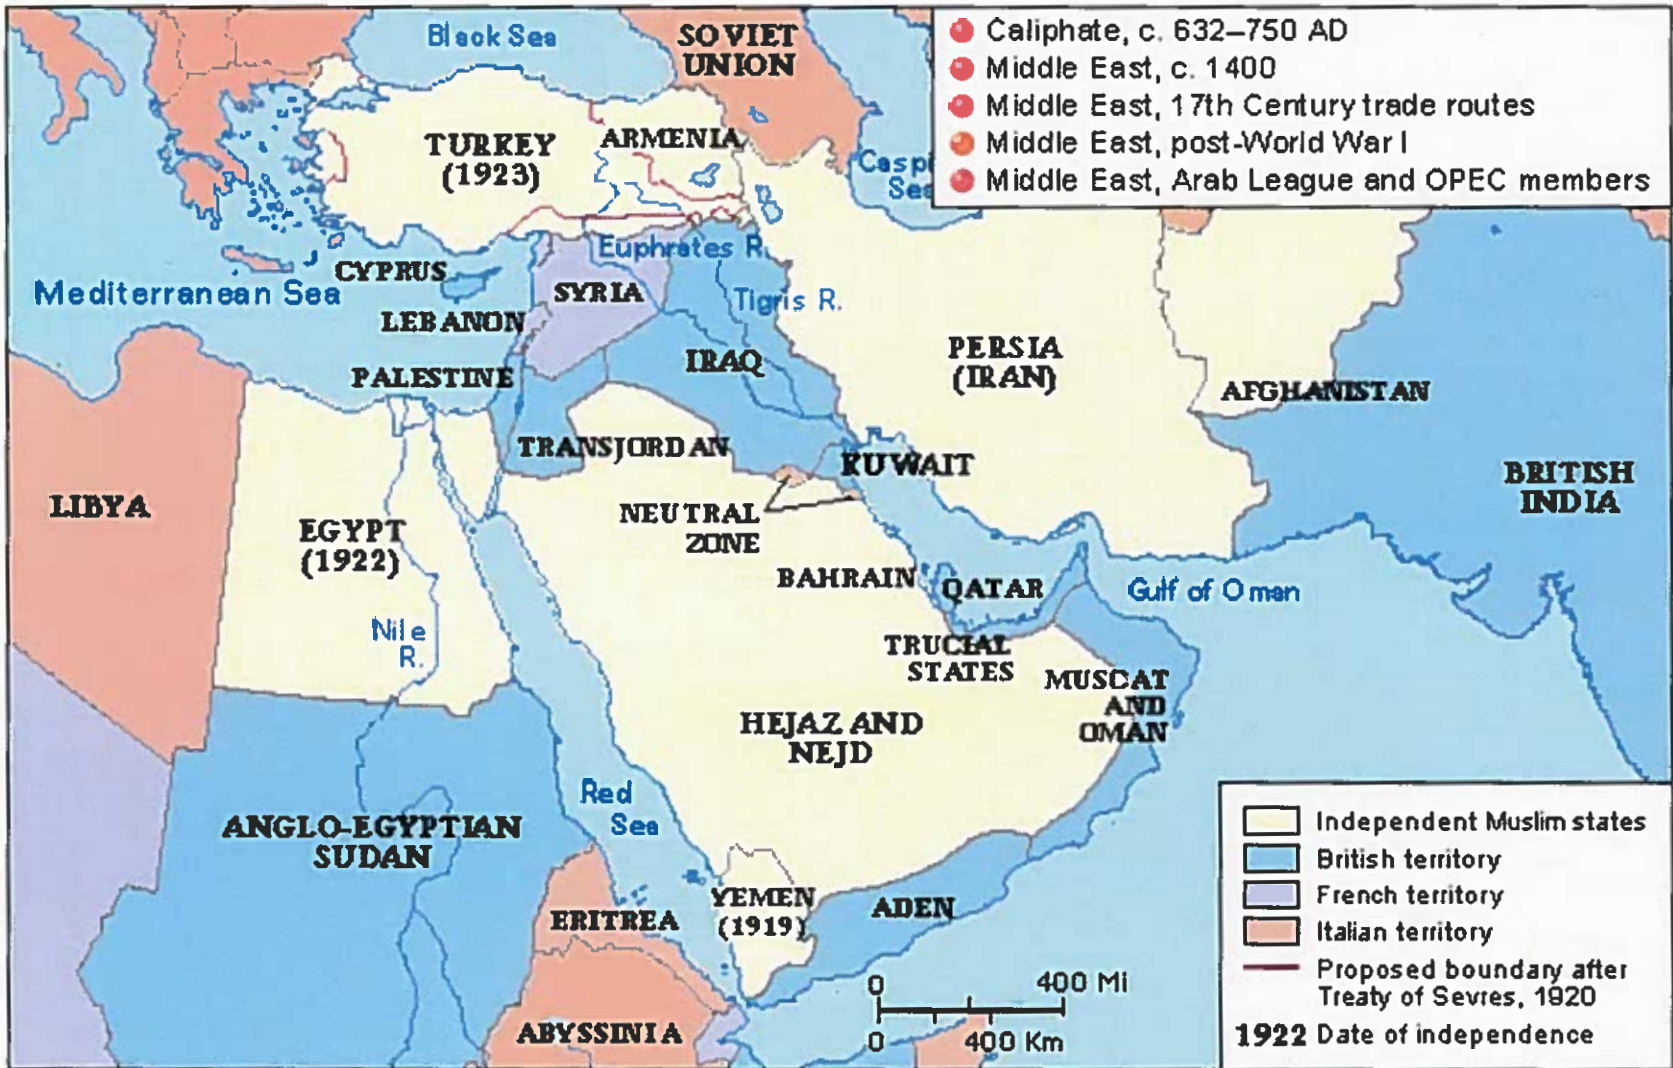 Black Sea
SOVIET
UNION
Caliphate, c. 632–750 AD
Middle East, c. 1400
Middle East, 17th Century trade routes
Middle East, post-World War I
Middle East, Arab League and OPEC members
TURKEY
(1923)
ARMENIA
Caspi
Sea
Euphrates R.
CYPRUS
Mediterranean Sea
SYRIA
Tigris R.
LEBANON
IRAQ
PERSIA
(IRAN)
PALESTINE
AFGHANISTAN
TRANSJORDAN
KUWAIT
BRITISH
INDIA
LIBYA
NEUTRAL
ZONE
EGYPT
(1922)
BAHRAIN
QATAR
Gulf of Oman
Nile
R.
TRUCIAL
STATES
MUSCAT
AND
OMAN
HEJAZ AND
NEJD
Red
Sea
ANGLO-EGYPTIAN
SUDAN
YEMEN
(1919)
ADEN
ERITREA
ABYSSINIA
0 400 Mi
0 400 Km
Independent Muslim states
British territory
French territory
Italian territory
Proposed boundary after
Treaty of Sevres, 1920
1922 Date of independence